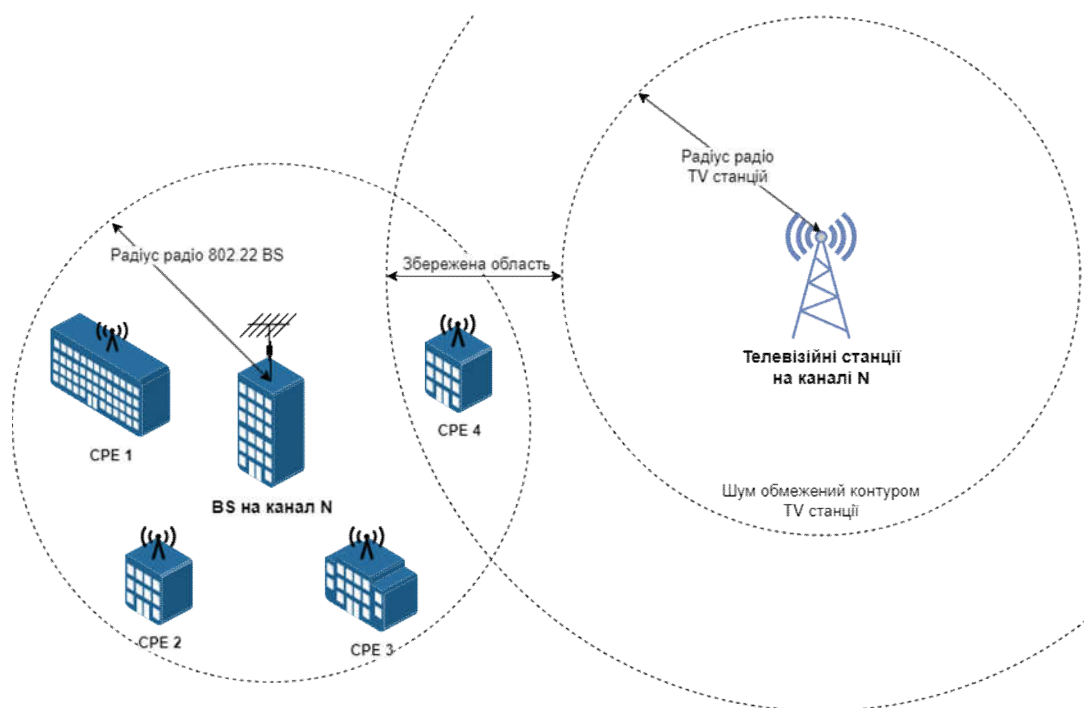 Радіус радіо
TV станцій
Радіус радіо 802.22 BS
Збережена область
Телевізійні станції
на каналі N
CPE 1
CPE 4
BS на канал N
Шум обмежений контуром
TV станції
CPE 2
CPE 3